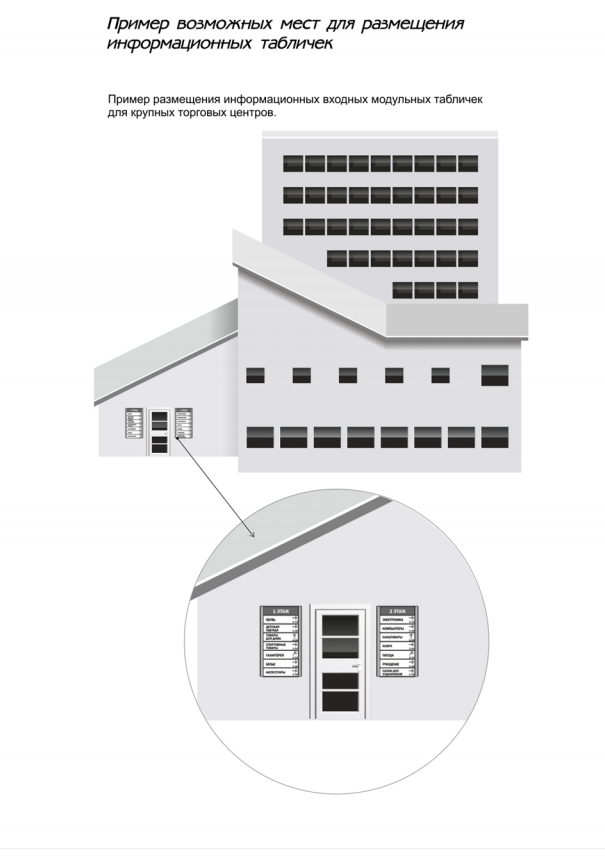 Пример возможных мест для размещения
информационных табличек
Пример размещения информационных входных модульных табличек
для крупных торговых центров.
1 ЭТАЖ
ОБУВЬ
ДЕТСКАЯ
ОДЕЖДА
ТОВАРЫ
ДЛЯ ДОМА
СПОРТИВНЫЕ
ТОВАРЫ
ГАЛАНТЕРЕЯ
БЕЛЬЕ
АКСЕССУАРЫ
2 ЭТАЖ
ЭЛЕКТРОНИКА
КОМПЬЮТЕРЫ
КАНЦТОВАРЫ
КНИГИ
ПОСУДА
РУКОДЕЛИЕ